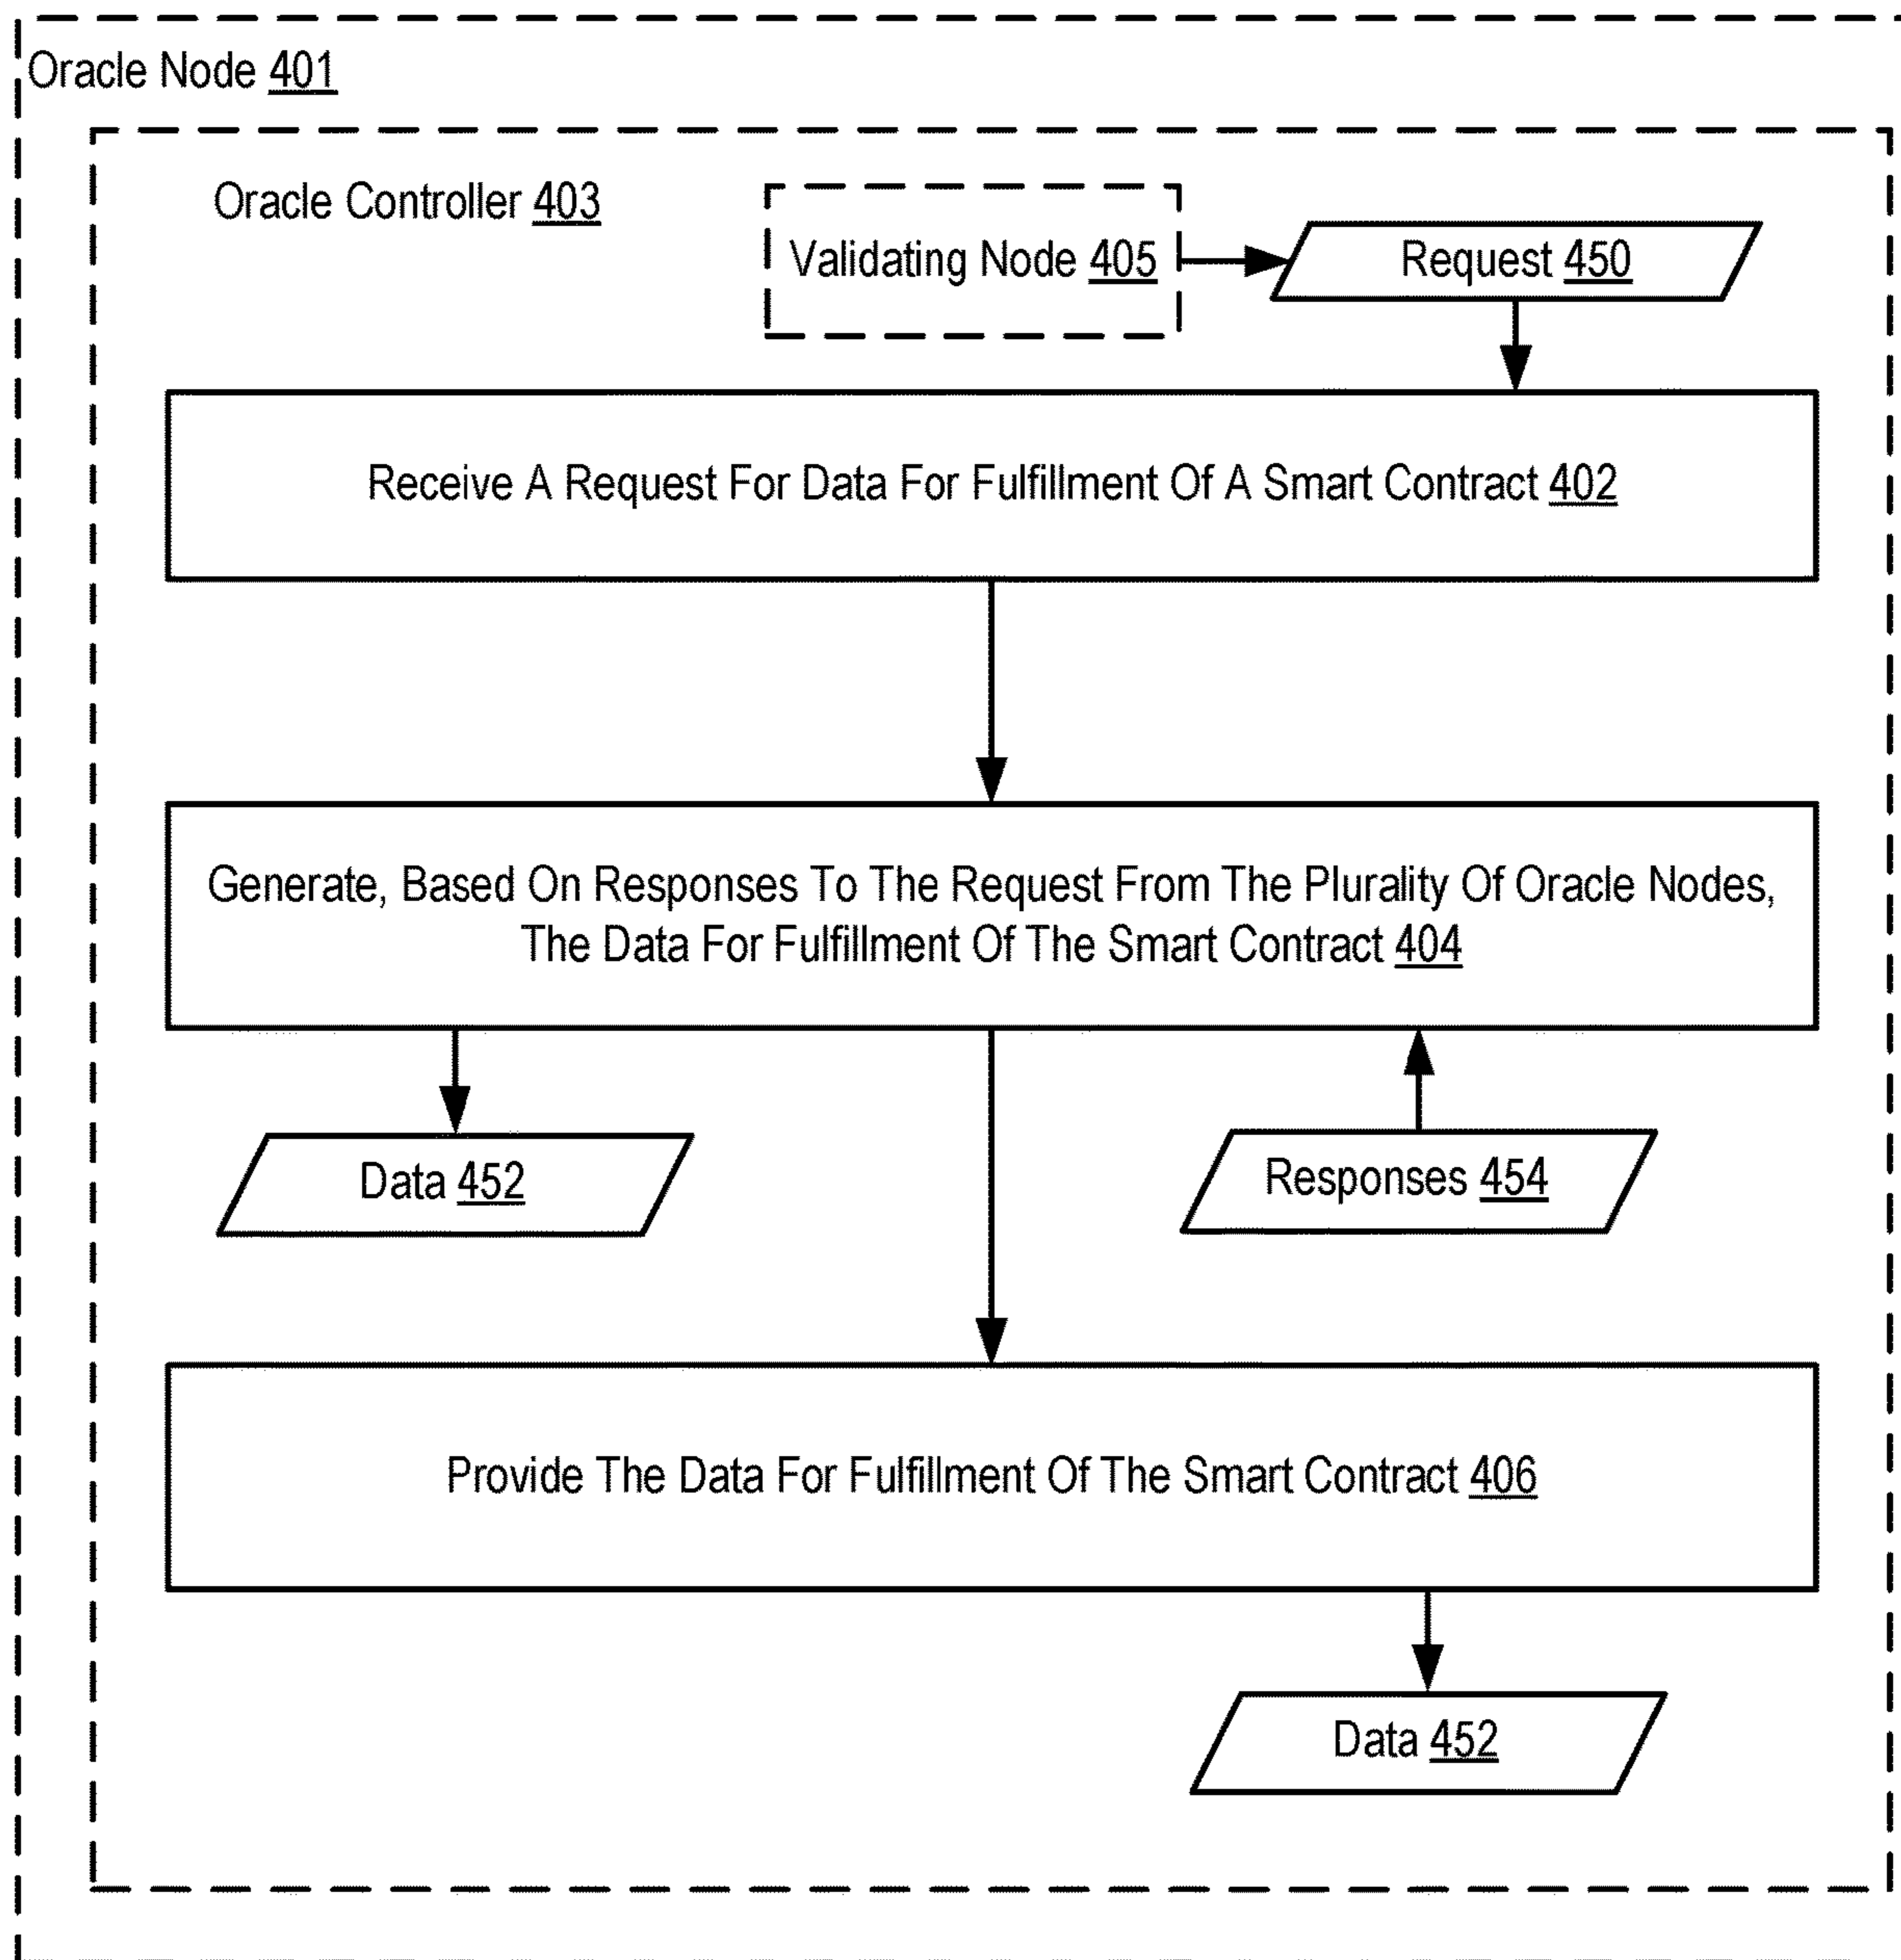 Oracle Node 401
Oracle Controller 403
Validating Node 405
Request 450
Receive A Request For Data For Fulfillment Of A Smart Contract 402
Generate, Based On Responses To The Request From The Plurality Of Oracle Nodes,
The Data For Fulfillment Of The Smart Contract 404
Data 452
Responses 454
Provide The Data For Fulfillment Of The Smart Contract 406
Data 452